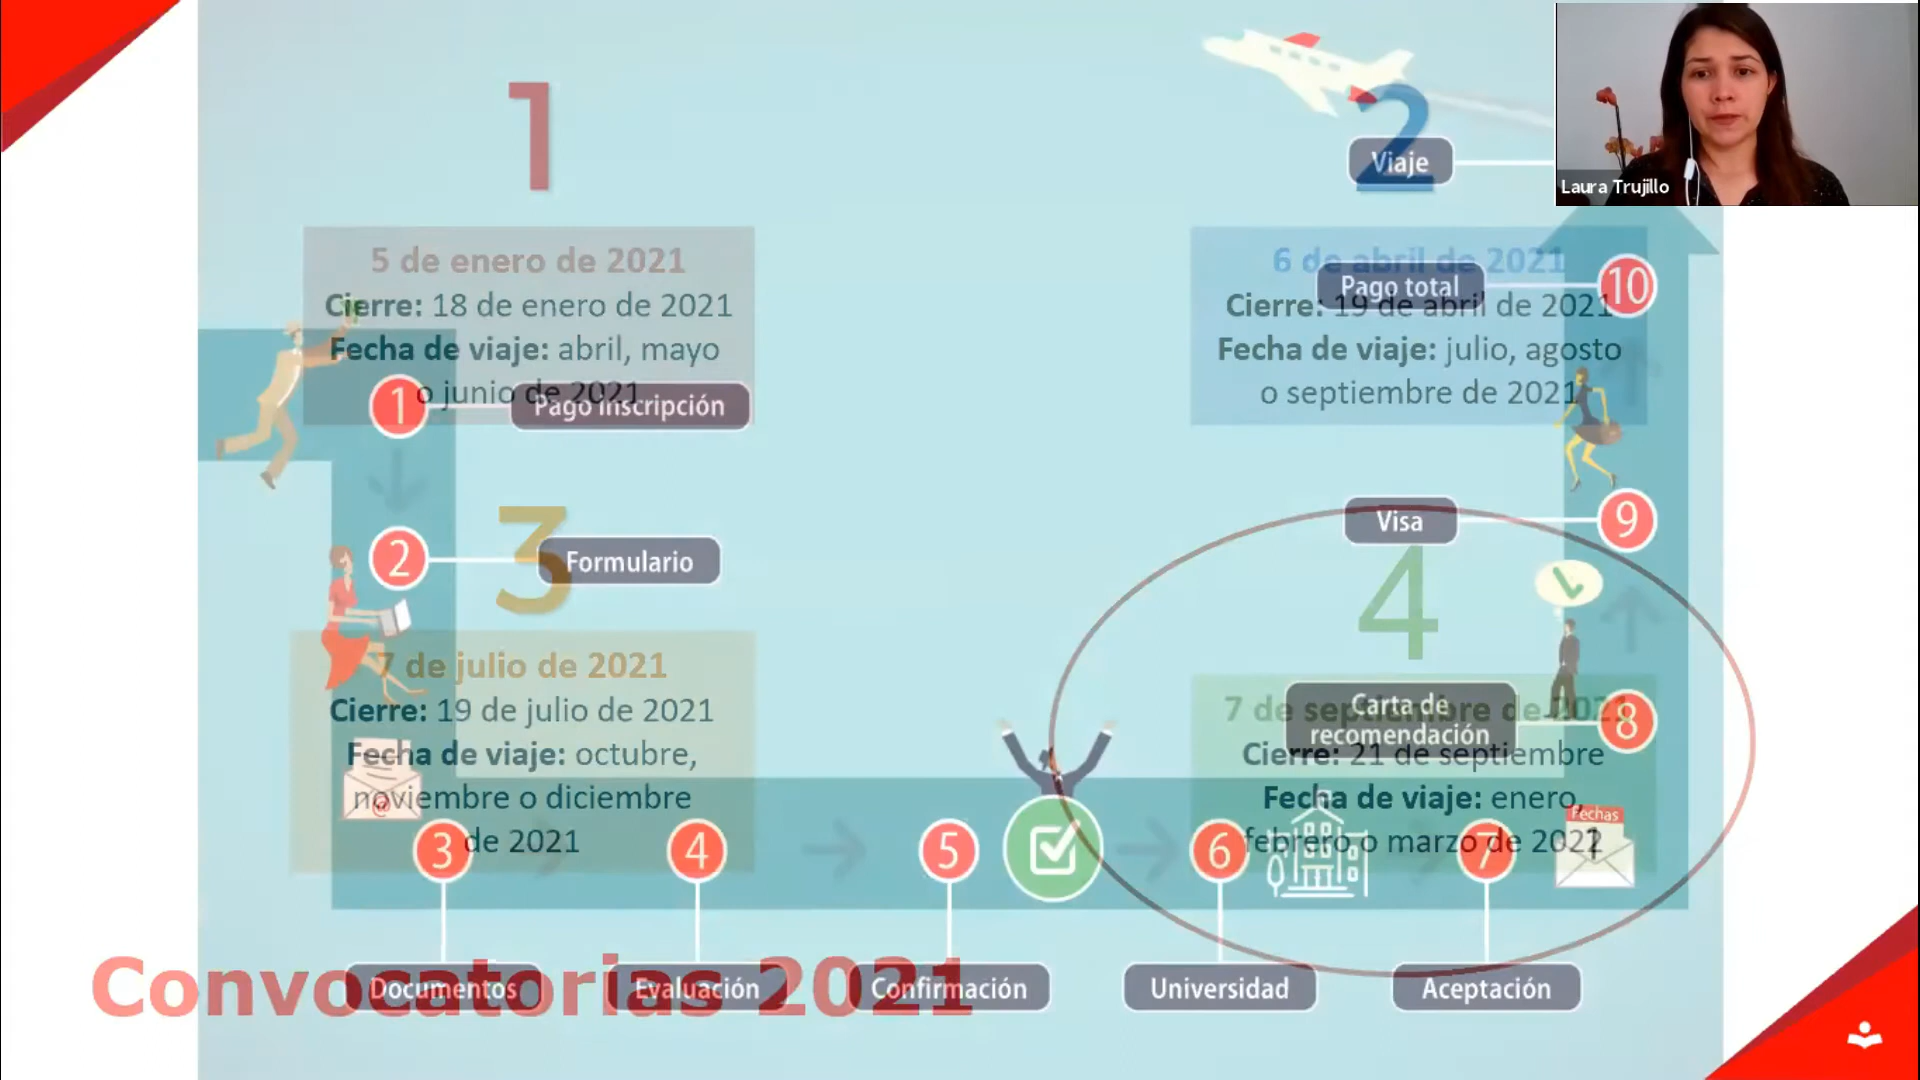 1
5 de enero de 2021
Cierre: 18 de enero de 2021
Fecha de viaje: abril, mayo
o junio de 2021
2
6 de abril de 2021
Cierre: 19 de abril de 2021
Fecha de viaje: julio, agosto
o septiembre de 2021
3
7 de julio de 2021
Cierre: 19 de julio de 2021
Fecha de viaje: octubre,
noviembre o diciembre
de 2021
4
7 de septiembre de 2021
Cierre: 21 de septiembre
Fecha de viaje: enero,
febrero o marzo de 2022
Convocatorias 2021
1
Pago inscripción
2
Formulario
@
3
Documentos
4
Evaluación
5
Confirmación
6
Universidad
7
Aceptación
Fechas
1
8
Carta de
recomendación
9
Visa
10
Pago total
Viaje
Laura Trujillo